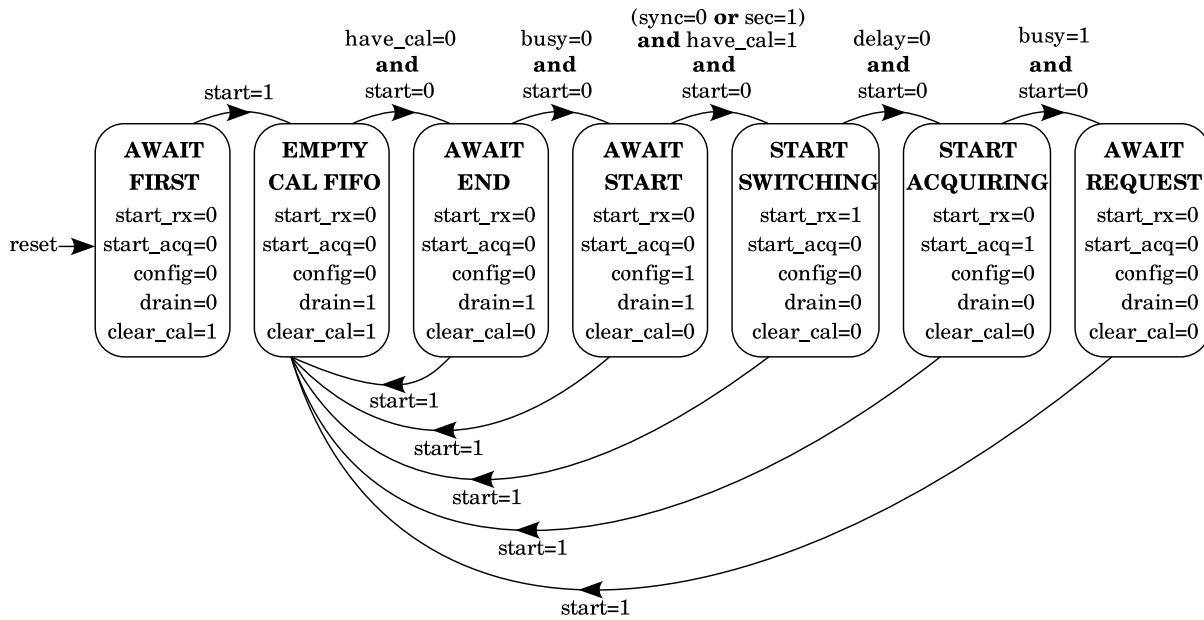 (sync=0 or sec=1)
have_cal=0 busy=0 and have_cal=1 delay=0 busy=1
and and and and and
start=1 start=0 start=0 start=0 start=0 start=0
AWAIT EMPTY AWAIT AWAIT START START AWAIT
FIRST CAL FIFO END START SWITCHING ACQUIRING REQUEST
start_rx=0 start_rx=0 start_rx=0 start_rx=0 start_rx=1 start_rx=0 start_rx=0
reset start_acq=0 start_acq=0 start_acq=0 start_acq=0 start_acq=0 start_acq=1 start_acq=0
config=0 config=0 config=0 config=1 config=0 config=0 config=0
drain=0 drain=1 drain=1 drain=1 drain=0 drain=0 drain=0
clear_cal=1 clear_cal=1 clear_cal=0 clear_cal=0 clear_cal=0 clear_cal=0 clear_cal=0
start=1
start=1
start=1
start=1
start=1